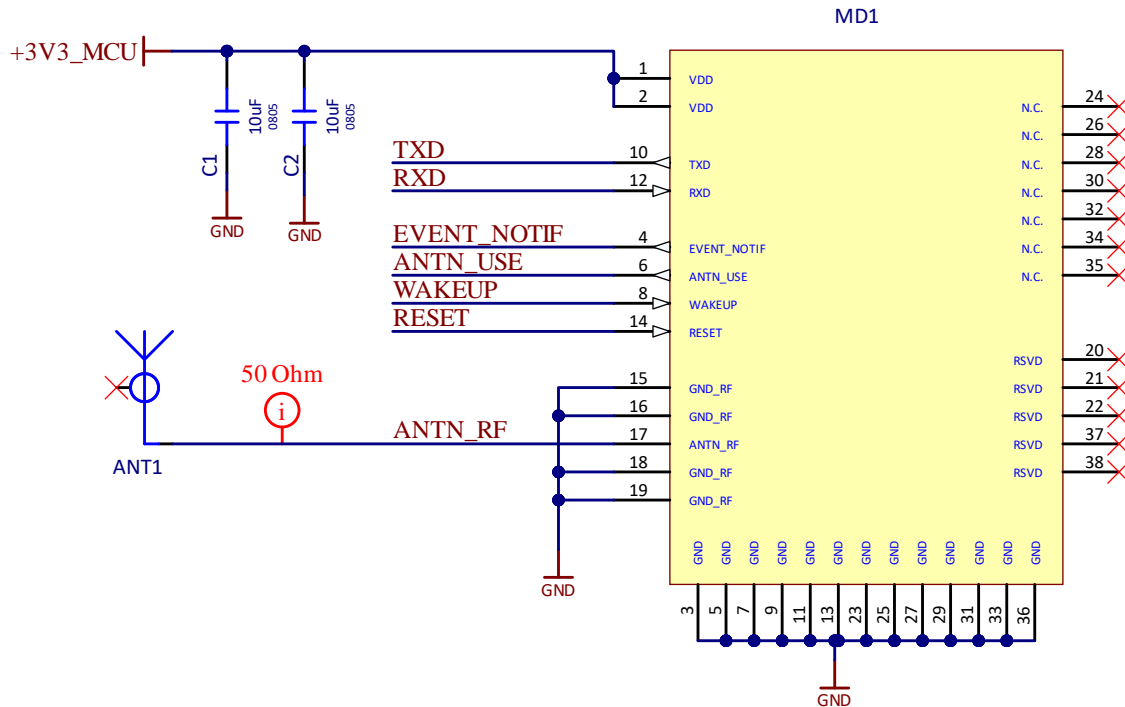 MD1
+3V3_MCU
10uF
0805
C1
10uF
0805
C2
GND
GND
1
VDD
2
VDD
TXD
10
TXD
RXD
12
RXD
EVENT_NOTIF
4
EVENT_NOTIF
ANTN_USE
6
ANTN_USE
WAKEUP
8
WAKEUP
RESET
14
RESET
15
GND_RF
16
GND_RF
50 Ohm
i
ANTN_RF
17
ANTN_RF
ANT1
18
GND_RF
19
GND_RF
GND
N.C.
24
N.C.
26
N.C.
28
N.C.
30
N.C.
32
N.C.
34
N.C.
35
RSVD
20
RSVD
21
RSVD
22
RSVD
37
RSVD
38
GND
GND
GND
GND
GND
GND
GND
GND
GND
GND
GND
GND
GND
3
5
7
9
11
13
23
25
27
29
31
33
36
GND